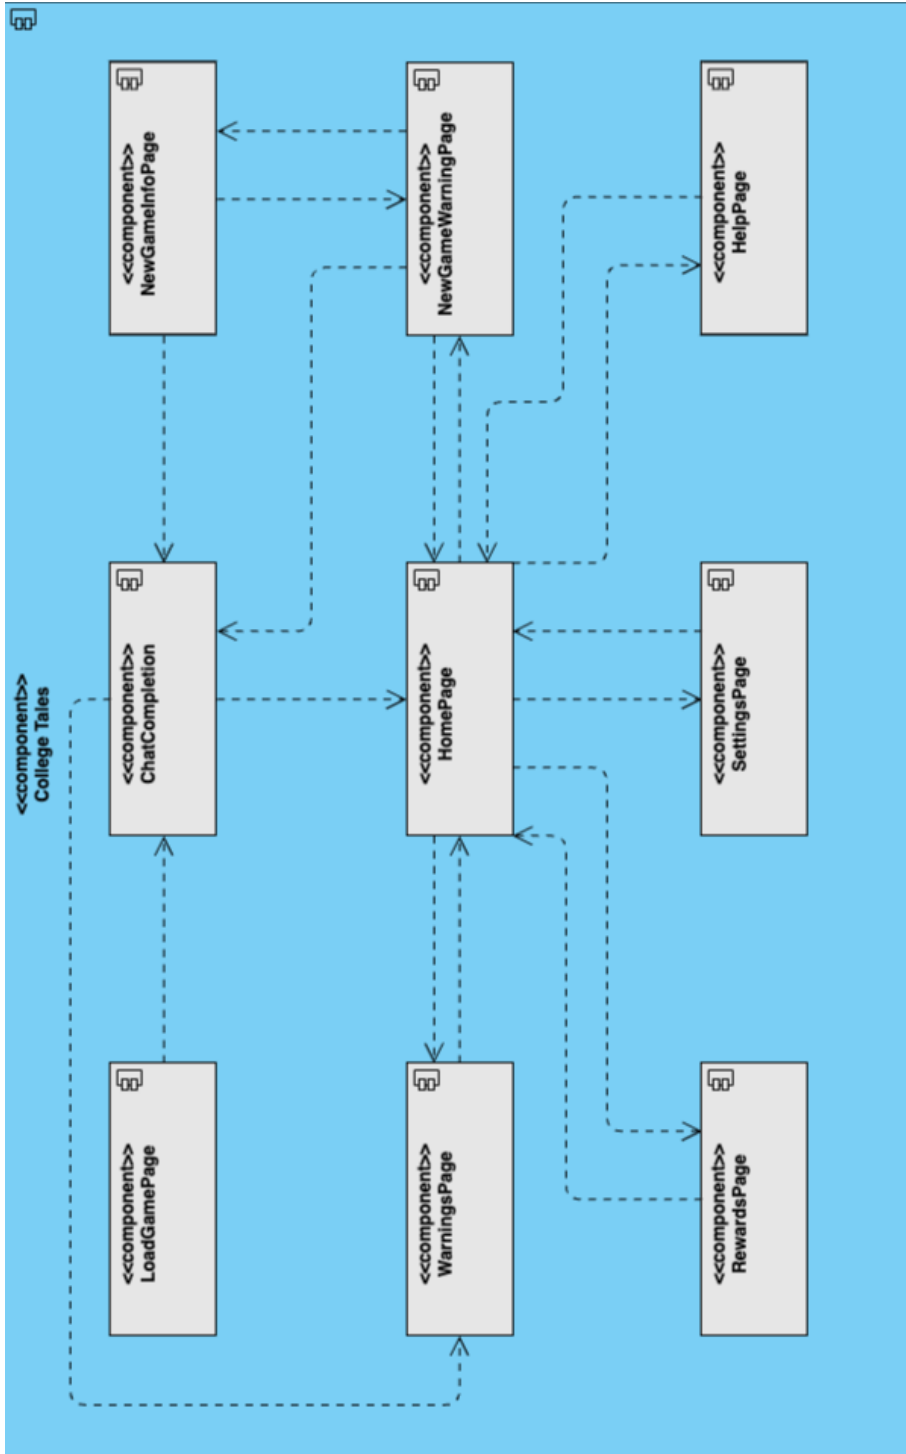 <<component>>
College Tales
<<component>>
LoadGamePage
<<component>>
ChatCompletion
<<component>>
NewGameInfoPage
<<component>>
WarningsPage
<<component>>
HomePage
<<component>>
NewGameWarningPage
<<component>>
RewardsPage
<<component>>
SettingsPage
<<component>>
HelpPage